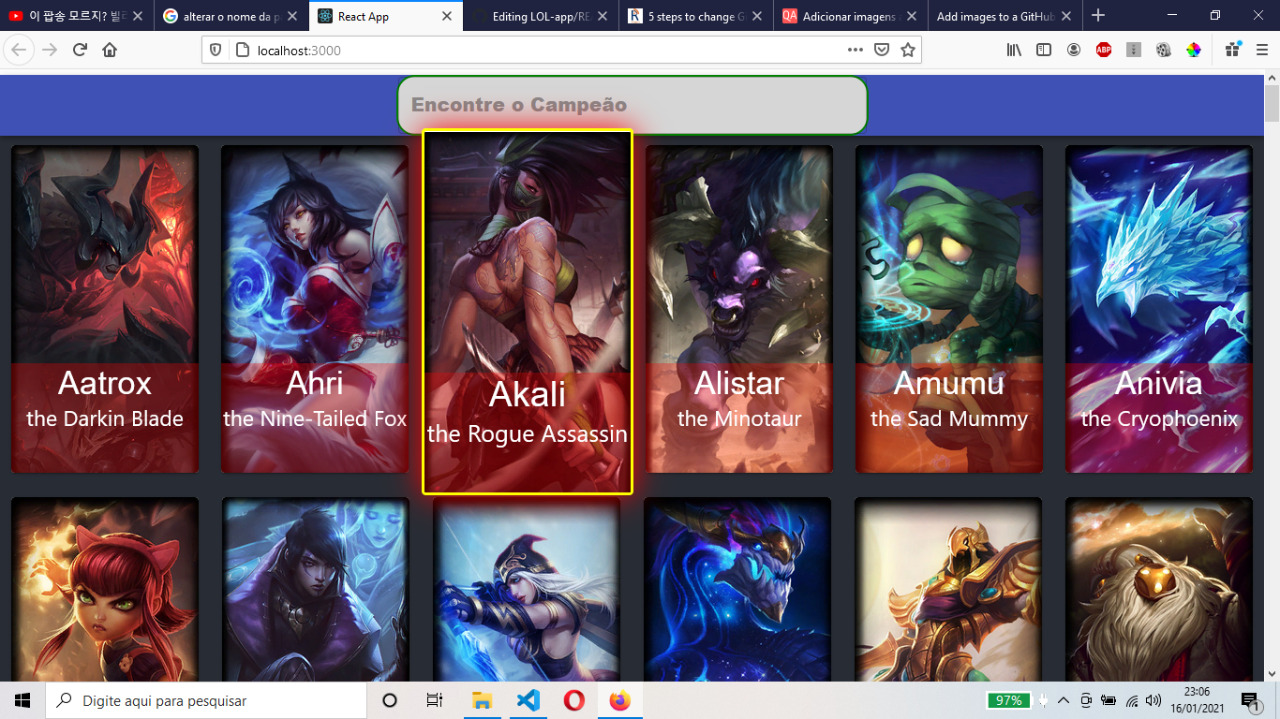 이 팝송 모르지? 빌
alterar o nome da p
React App
Editing LOL-app/RE
5 steps to change G
Adicionar imagens a
Add images to a GitHub
localhost:3000
ABP
Encontre o Campeão
Aatrox
the Darkin Blade
Ahri
the Nine-Tailed Fox
Akali
the Rogue Assassin
Alistar
the Minotaur
Amumu
the Sad Mummy
Anivia
the Cryophoenix
Digite aqui para pesquisar
97%
23:06
16/01/2021
1